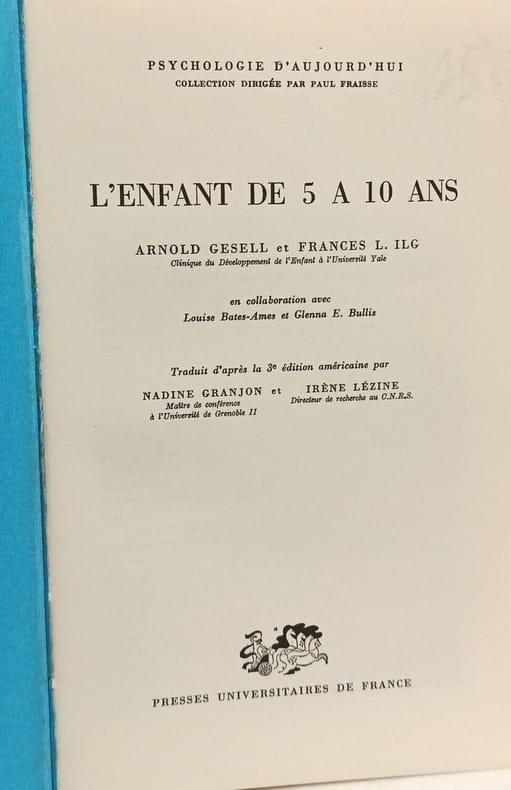 PSYCHOLOGIE D'AUJOURD'HUI
COLLECTION DIRIGÉE PAR PAUL FRAISSE
L'ENFANT DE 5 A 10 ANS
ARNOLD GESELL et FRANCES L. ILG
Clinique du Développement de l'Enfant à l'Université Yale
en collaboration avec
Louise Bates-Ames et Glenna E. Bullis
Traduit d'après la 3e édition américaine par
NADINE GRANJON et IRÈNE LÉZINE
Maître de conférence Directeur de recherche au C.N.R.S.
à l'Université de Grenoble II
PRESSES UNIVERSITAIRES DE FRANCE